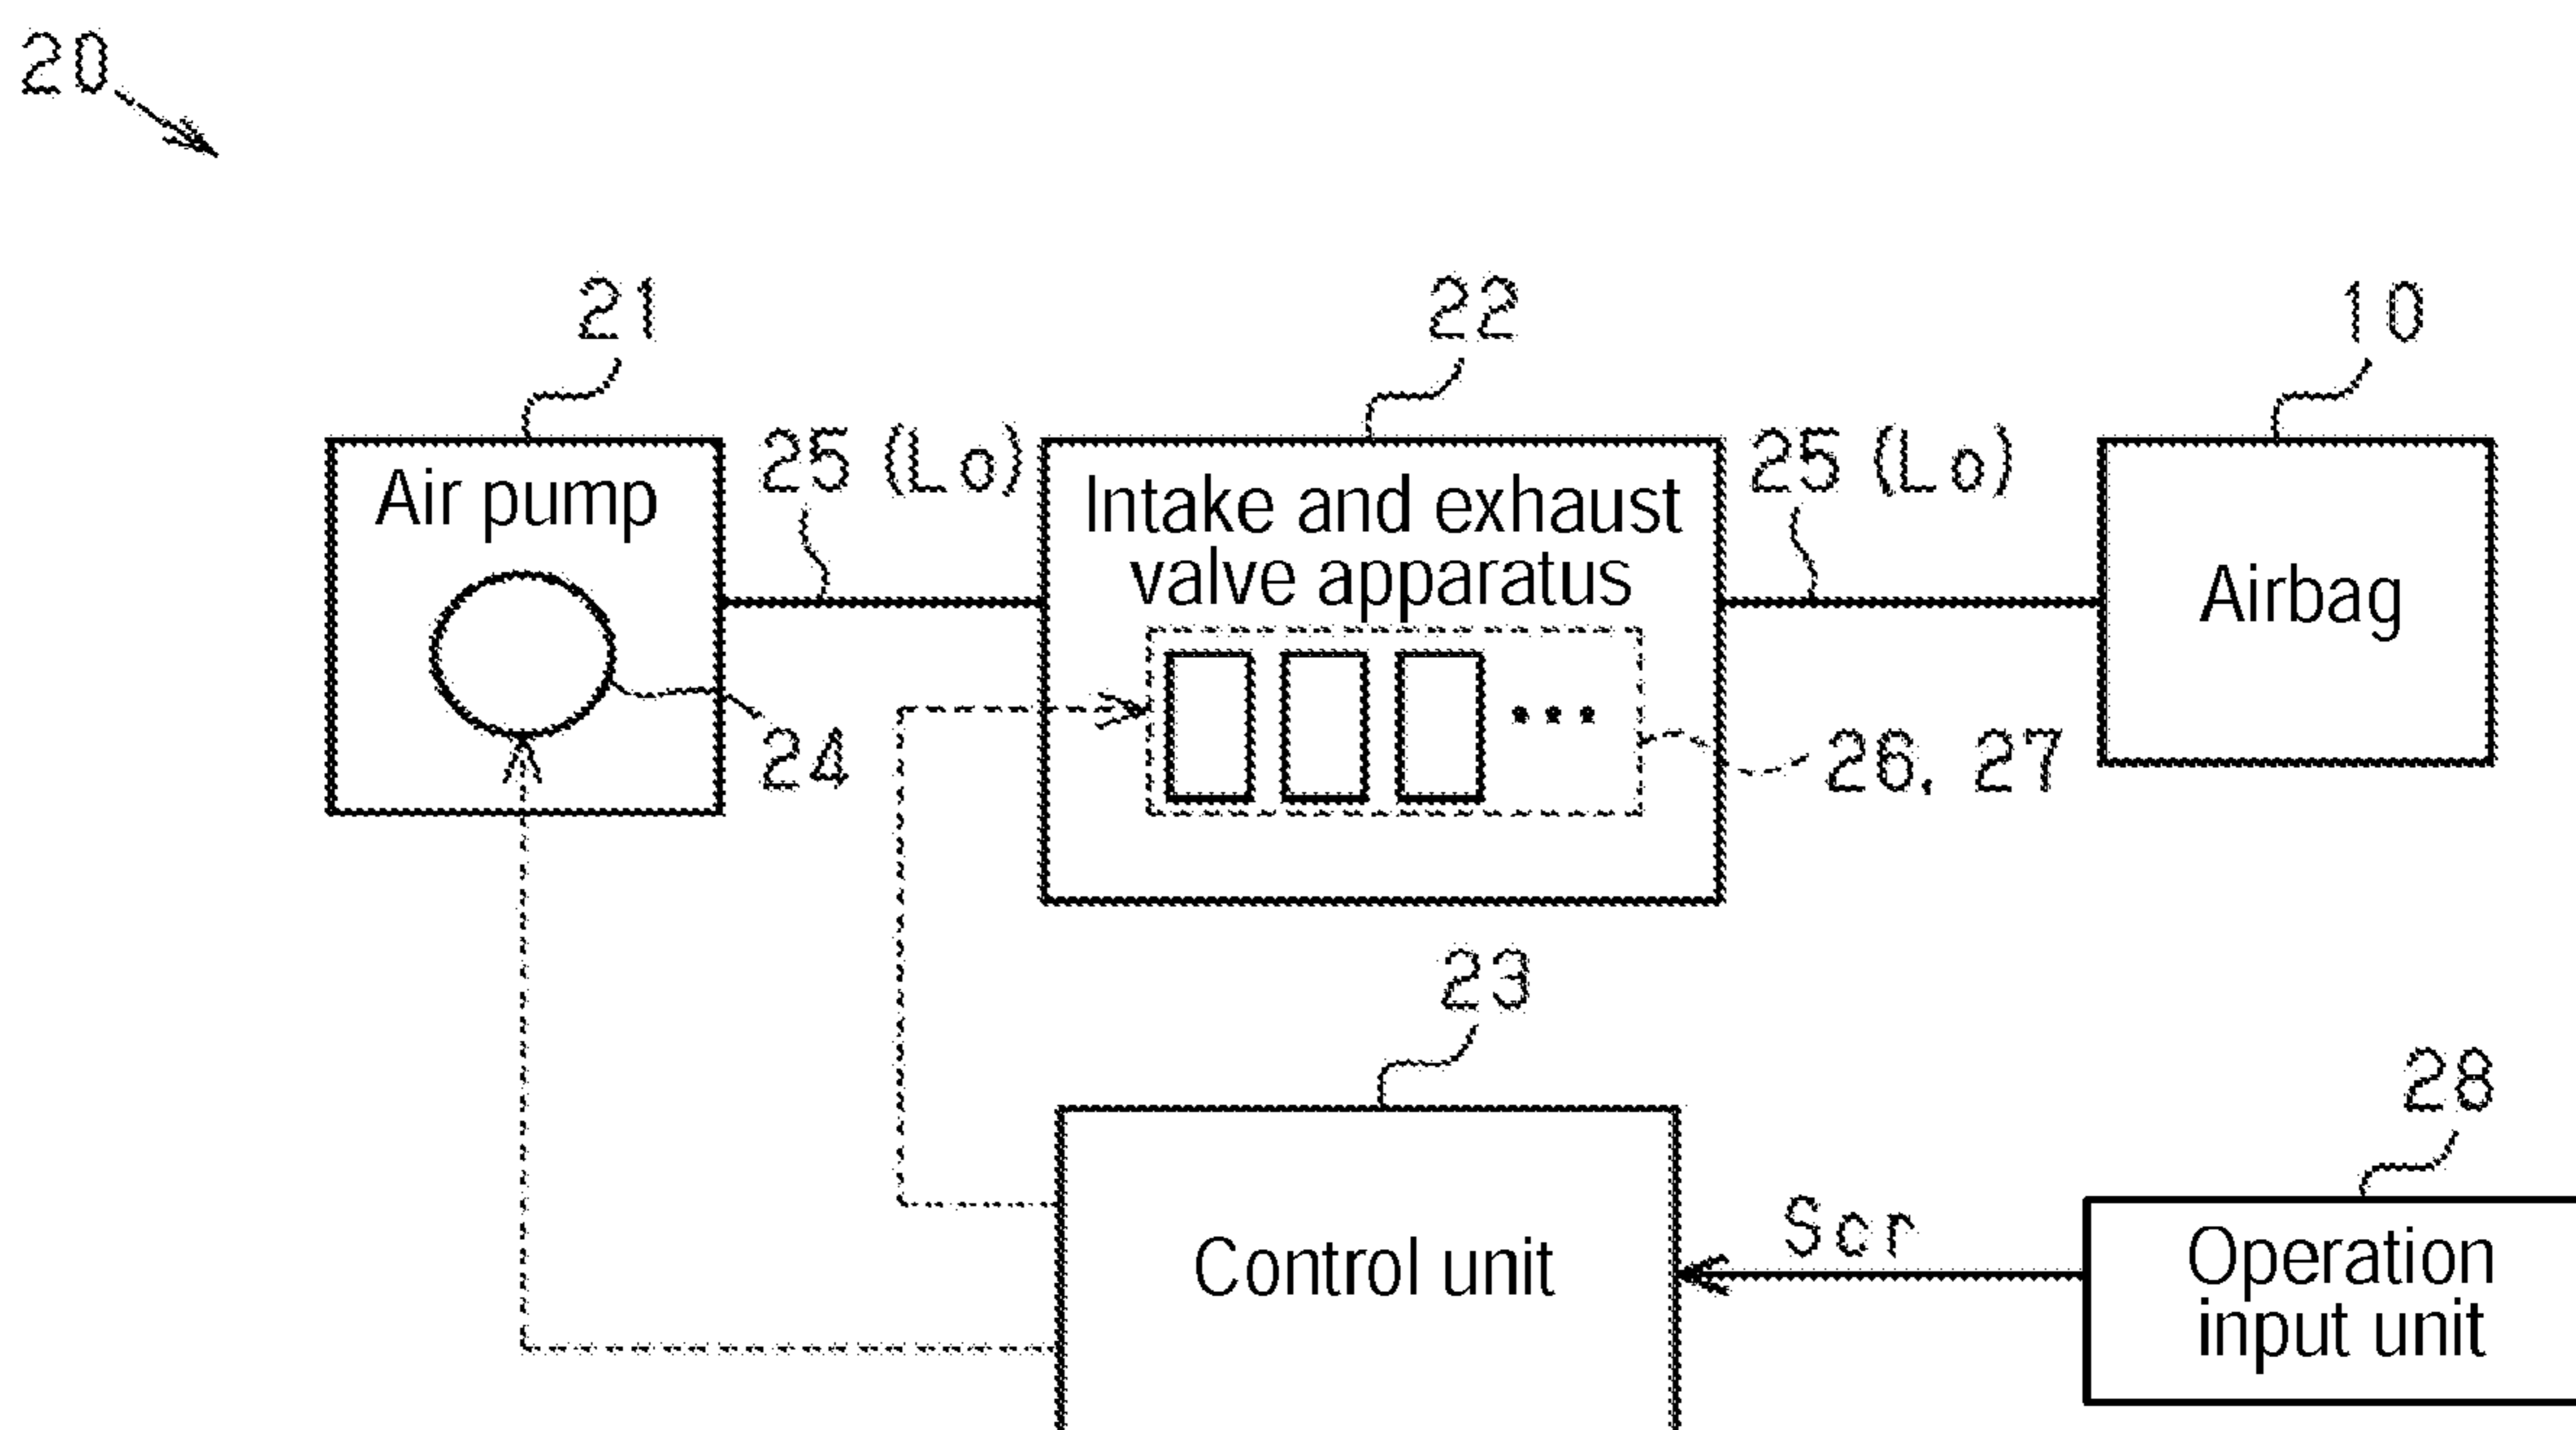 20
21
22
10
25 (Lo)
25 (Lo)
Air pump
Intake and exhaust
valve apparatus
Airbag
24
26, 27
23
28
Scr
Control unit
Operation
input unit